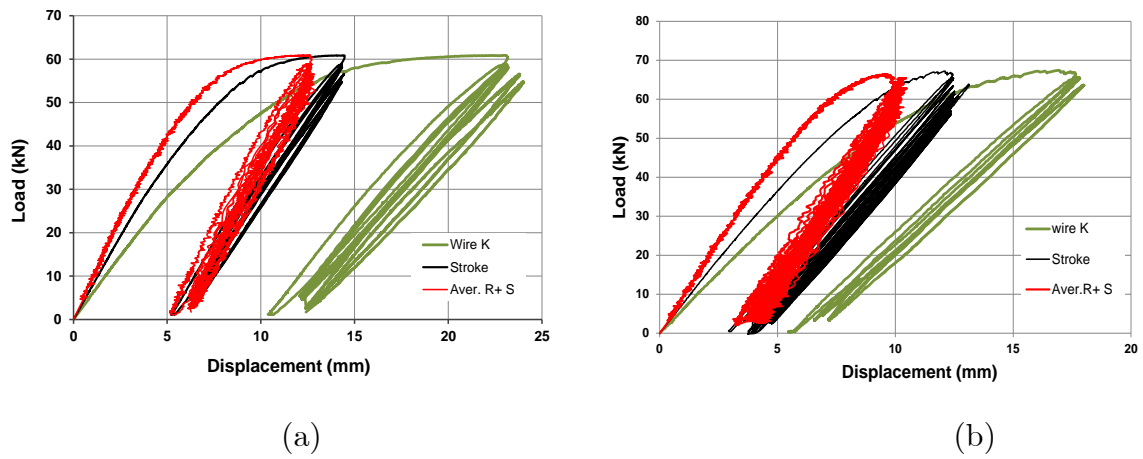 70
60
50
40
30
20
10
0
0 5 10 15 20 25
Load (kN)
Displacement (mm)
Wire K
Stroke
Aver. R+ S
(a)
80
70
60
50
40
30
20
10
0
0 5 10 15 20
Load (kN)
Displacement (mm)
wire K
Stroke
Aver.R+ S
(b)